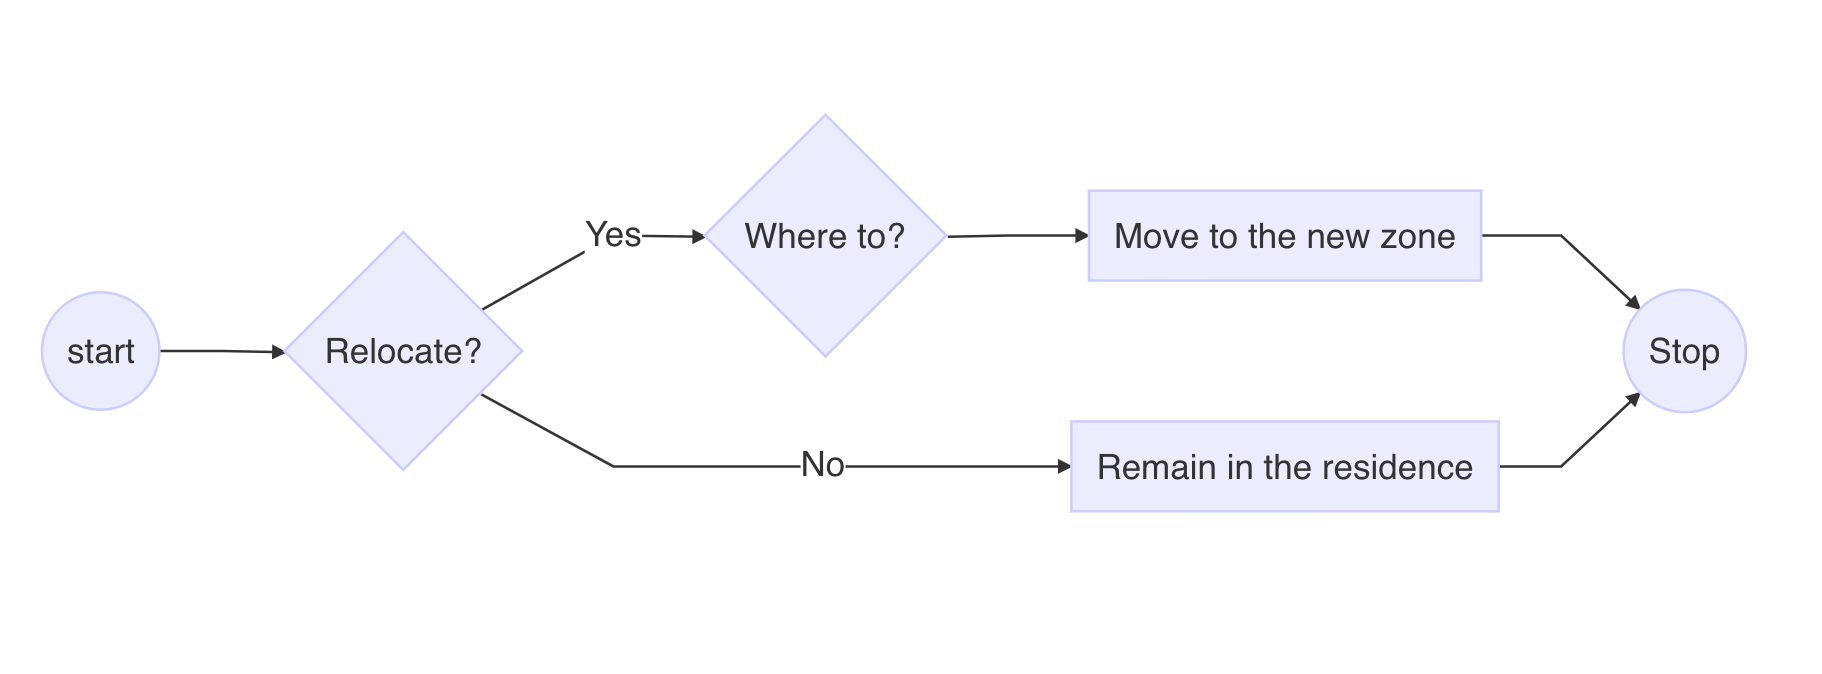 start
Relocate?
Yes
Where to?
Move to the new zone
No
Remain in the residence
Stop